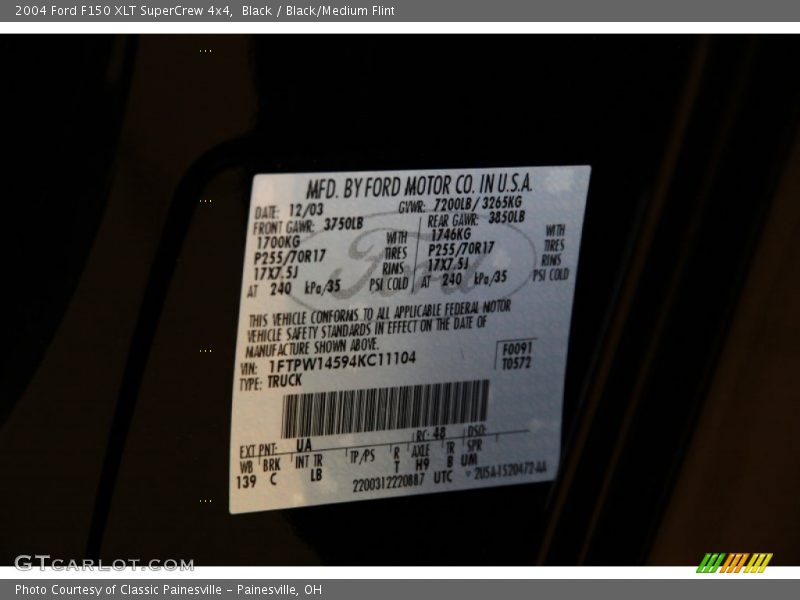 2004 Ford F150 XLT SuperCrew 4x4, Black / Black/Medium Flint
MFD. BY FORD MOTOR CO. IN U.S.A.
DATE: 12/03 GVWR: 7200LB/ 3265KG
FRONT GAWR: 3750LB REAR GAWR: 3850LB
1700KG WITH 1746KG WITH
P255/70R17 TIRES P255/70R17 TIRES
17X7.5J RIMS 17X7.5J RIMS
AT 240 kPa/35 PSI COLD AT 240 kPa/35 PSI COLD
Ford
THIS VEHICLE CONFORMS TO ALL APPLICABLE FEDERAL MOTOR
VEHICLE SAFETY STANDARDS IN EFFECT ON THE DATE OF
MANUFACTURE SHOWN ABOVE.
VIN: 1FTPW14594KC11104 F0091
TYPE: TRUCK T0572
EXT PNT: UA RC: 48 DSO:
WB BRK INT TR TP/PS R AXLE TR SPR
139 C LB T H9 B UM
2200312220887 UTC 2U5A-1520472-AA
GTCARLOT.COM
Photo Courtesy of Classic Painesville - Painesville, OH